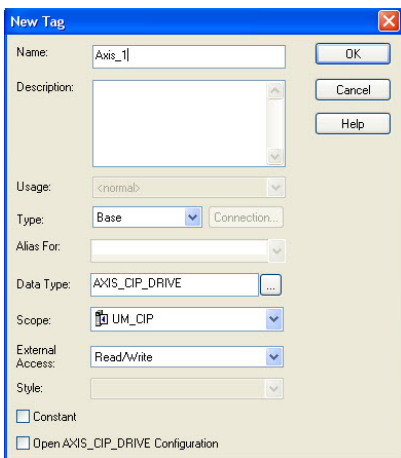 New Tag
Name: Axis_1 OK
Description: Cancel
Help
Usage: <normal>
Type: Base Connection...
Alias For:
Data Type: AXIS_CIP_DRIVE ...
Scope: UM_CIP
External
Access: Read/Write
Style:
Constant
Open AXIS_CIP_DRIVE Configuration